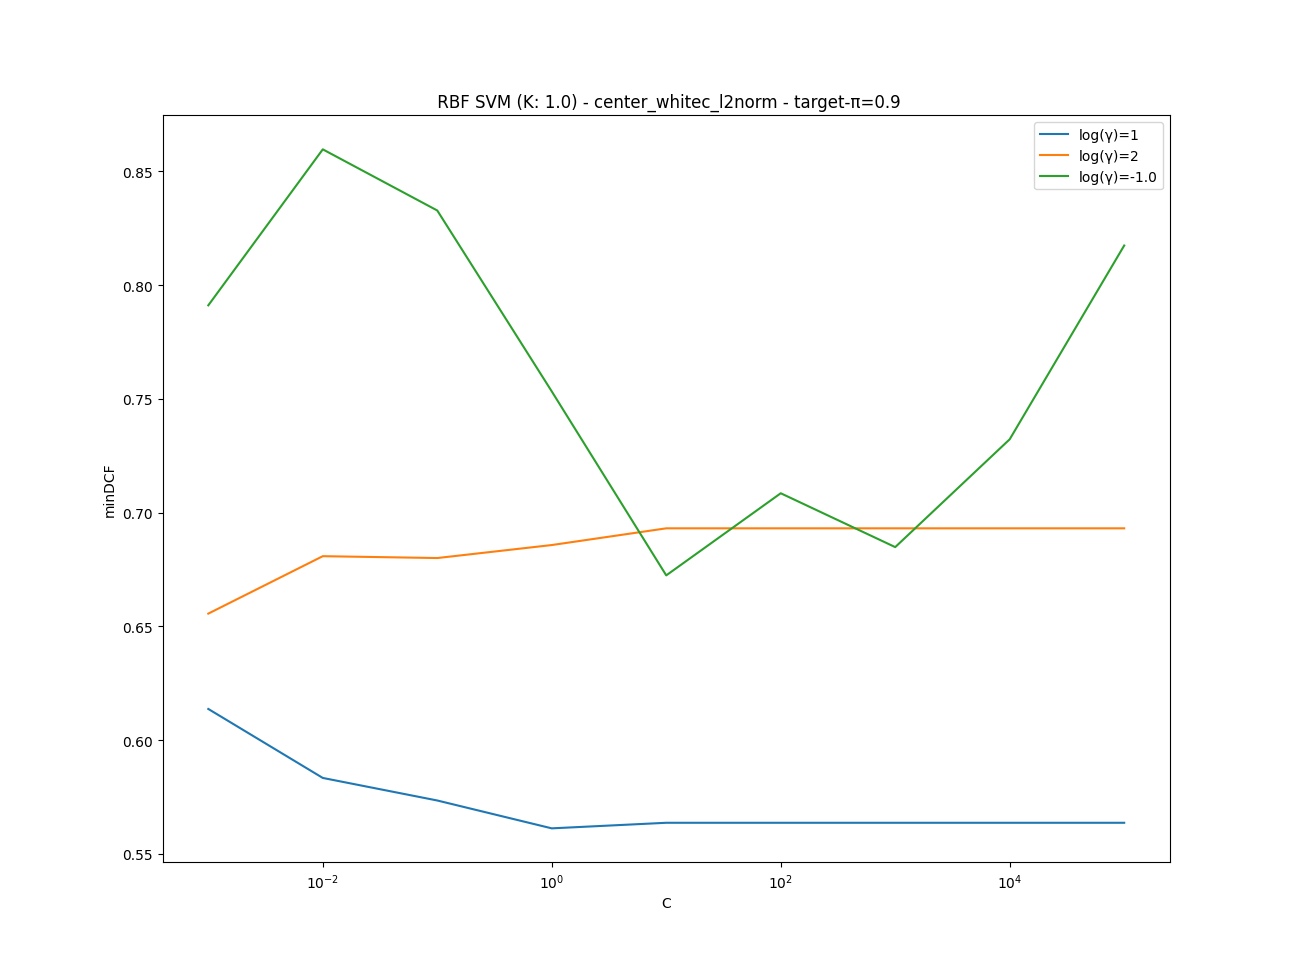 RBF SVM (K: 1.0) - center_whitec_l2norm - target-π=0.9
log(γ)=1
log(γ)=2
log(γ)=-1.0
0.85
0.80
0.75
0.70
0.65
0.60
0.55
minDCF
10⁻² 10⁰ 10² 10⁴
C